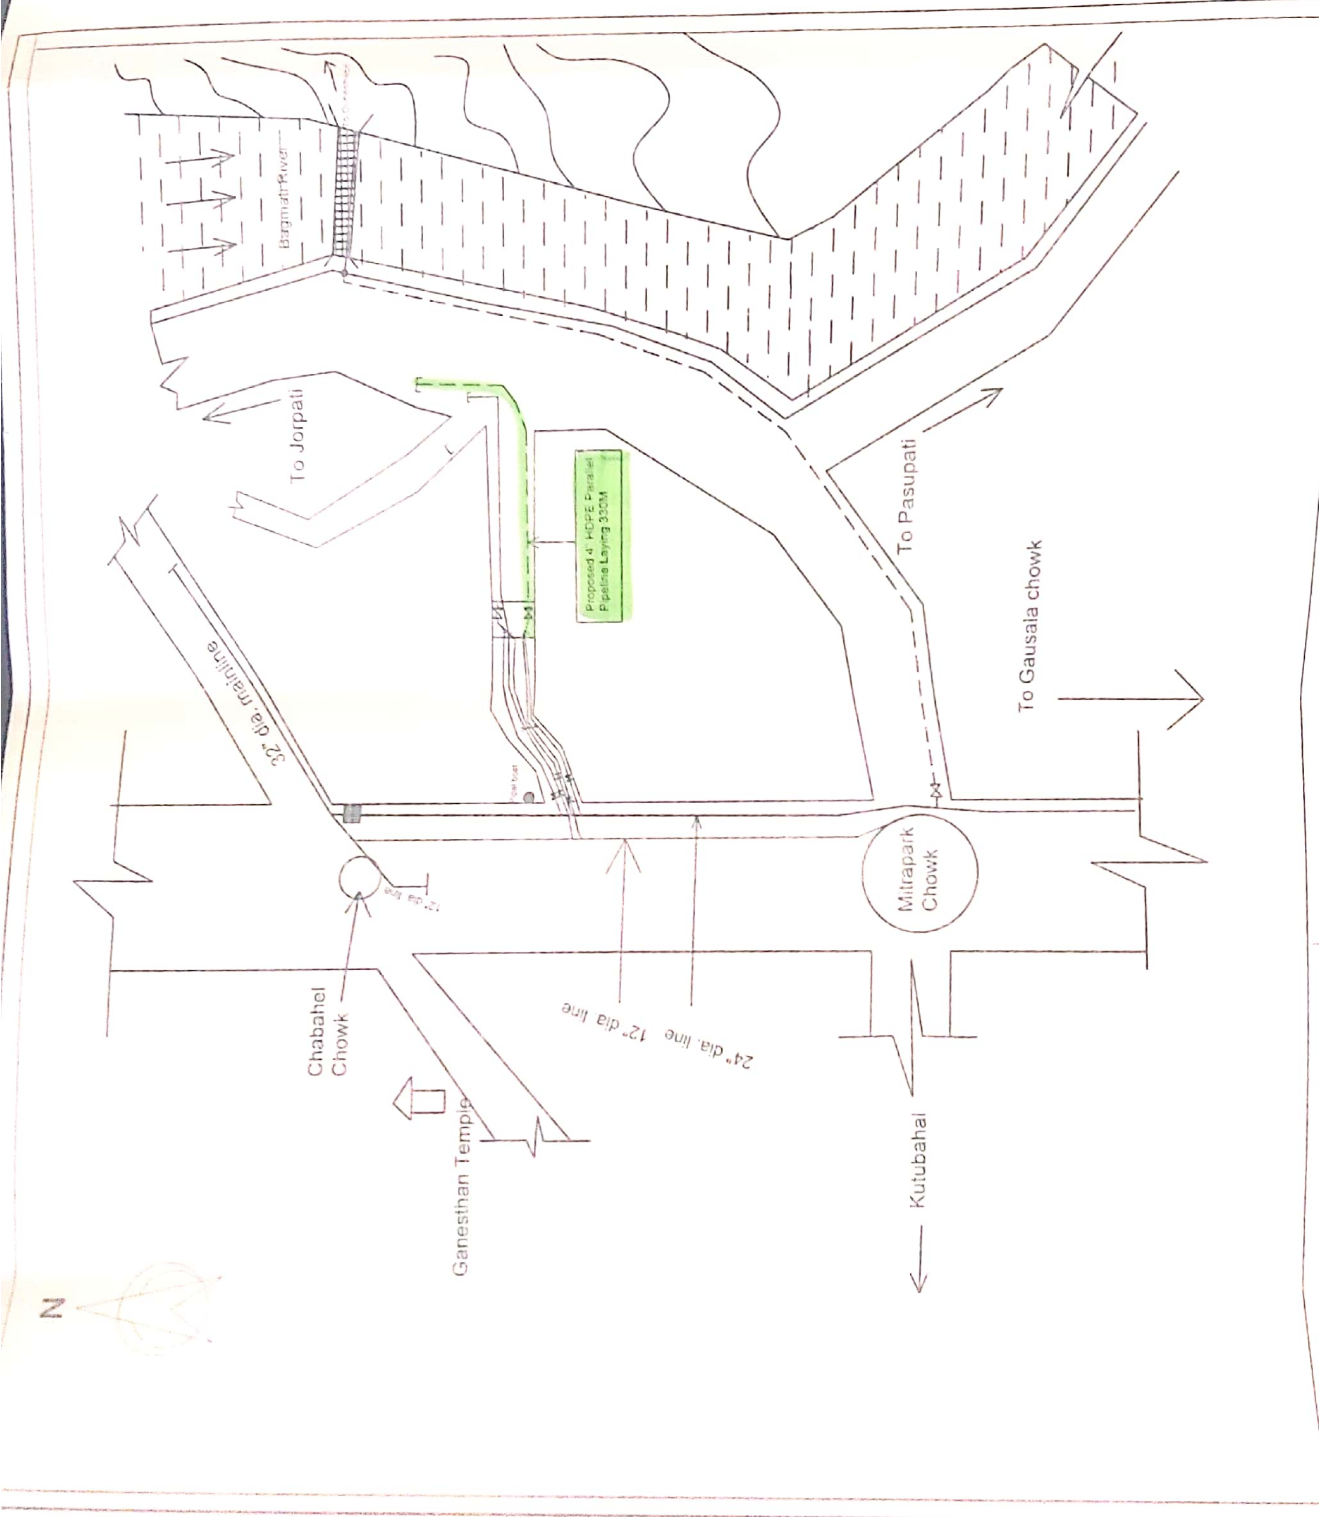 N
Bagmati River
To Jorpati
32" dia. mainline
Proposed 4" HDPE Parallel
Pipeline Laying 330M
To Pasupati
To Gausala chowk
Mitrapark
Chowk
12" dia line
Chabahel
Chowk
12" dia. line
24" dia. line
Ganesthan Temple
Kutubahal